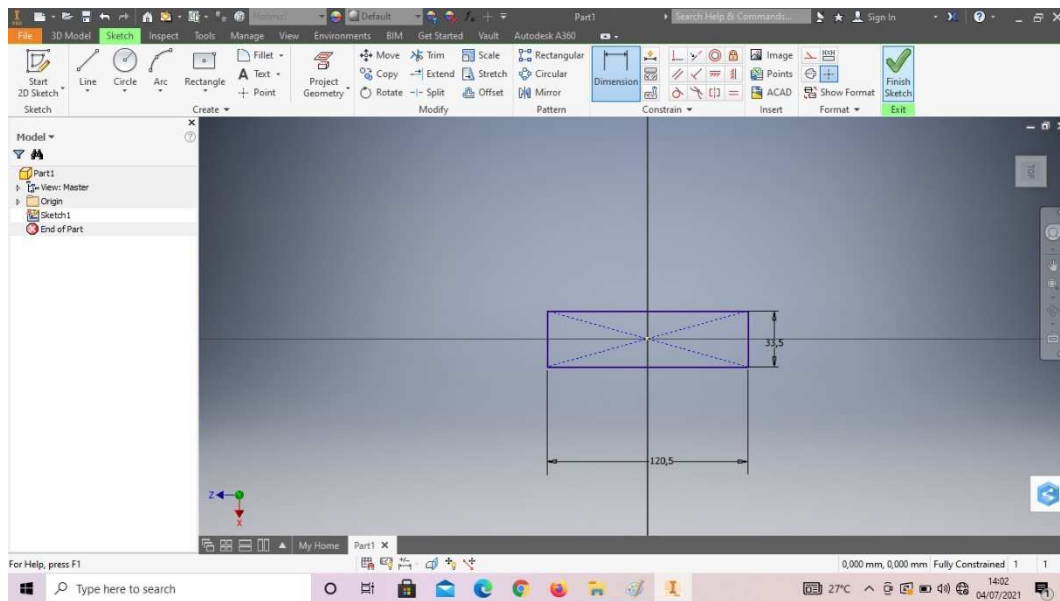 PRO Material Default Part1 Search Help & Commands... Sign In
File 3D Model Sketch Inspect Tools Manage View Environments BIM Get Started Vault Autodesk A360
Start 2D Sketch
Line
Circle
Arc
Rectangle
Fillet
Text
Point
Project Geometry
Move Trim Scale
Copy Extend Stretch
Rotate Split Offset
Rectangular
Circular
Mirror
Dimension
Image
Points
ACAD
Show Format
Finish Sketch
Sketch Create Modify Pattern Constrain Insert Format Exit
Model
Part1
View: Master
Origin
Sketch1
End of Part
TOP
33,5
120,5
Z
X
My Home Part1
For Help, press F1 0,000 mm, 0,000 mm Fully Constrained 1 1
Type here to search 27°C 14:02
04/07/2021